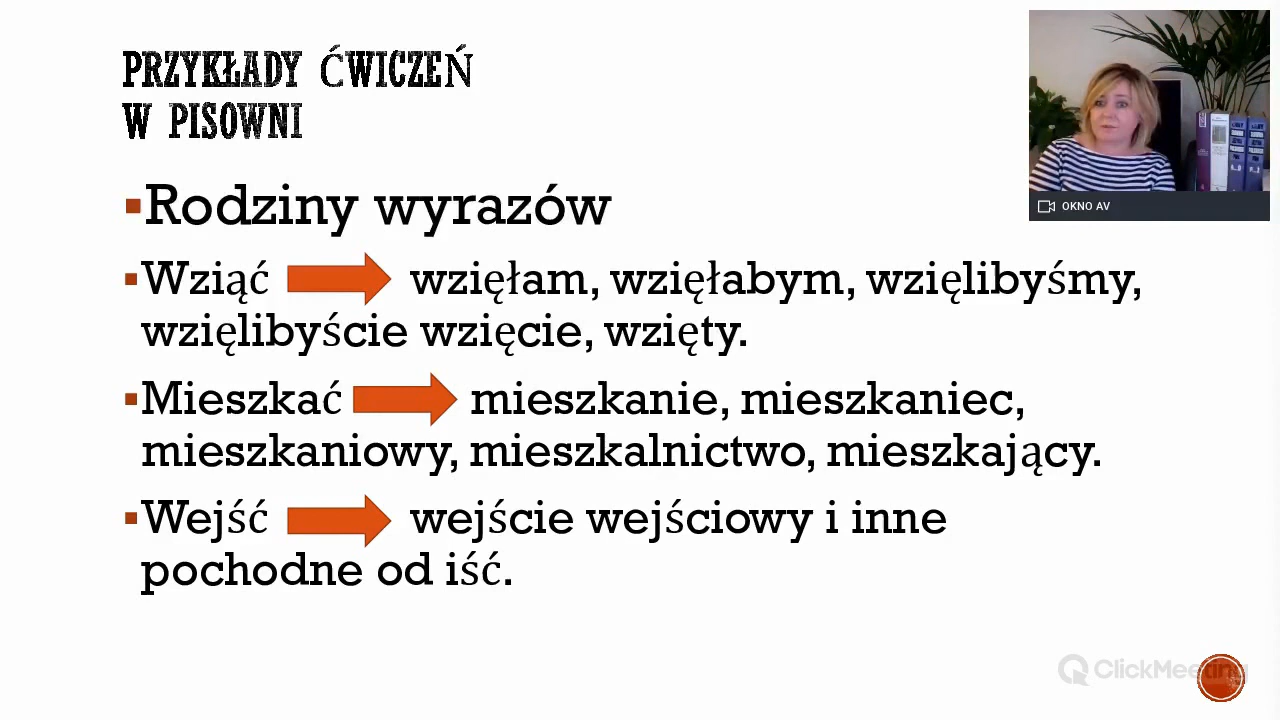 PRZYKŁADY ĆWICZEŃ
W PISOWNI
Rodziny wyrazów
Wziąć wzięłam, wzięłabym, wzięlibyśmy,
wzięlibyście wzięcie, wzięty.
Mieszkać mieszkanie, mieszkaniec,
mieszkaniowy, mieszkalnictwo, mieszkający.
Wejść wejście wejściowy i inne
pochodne od iść.
OKNO AV
ClickMeeting